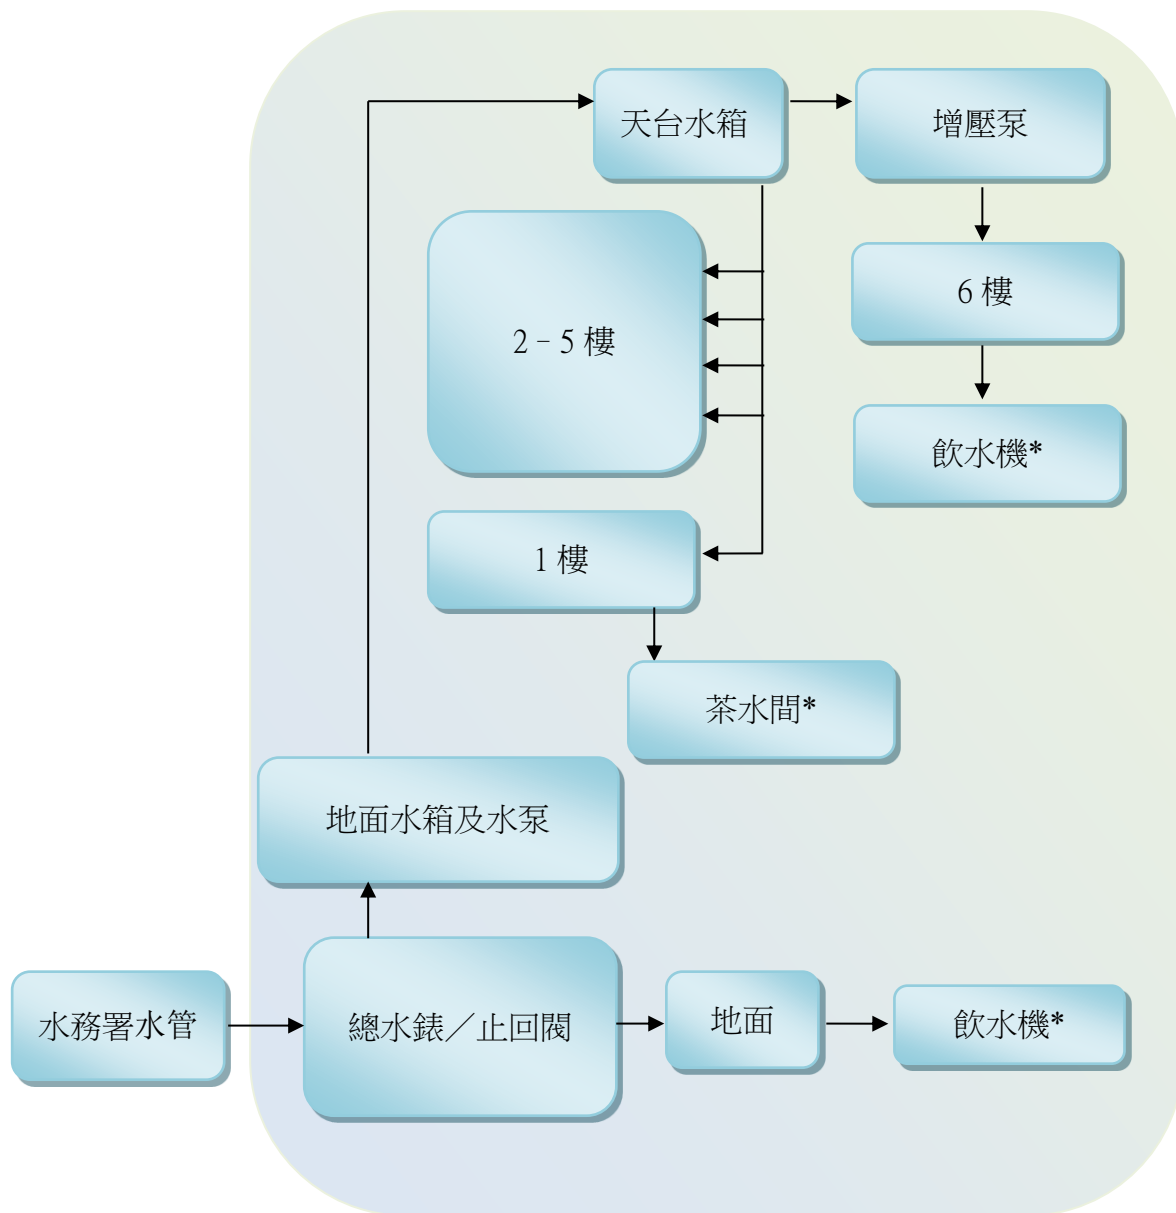 天台水箱
增壓泵
6 樓
2 – 5 樓
飲水機*
1 樓
茶水間*
地面水箱及水泵
水務署水管
總水錶／止回閥
地面
飲水機*